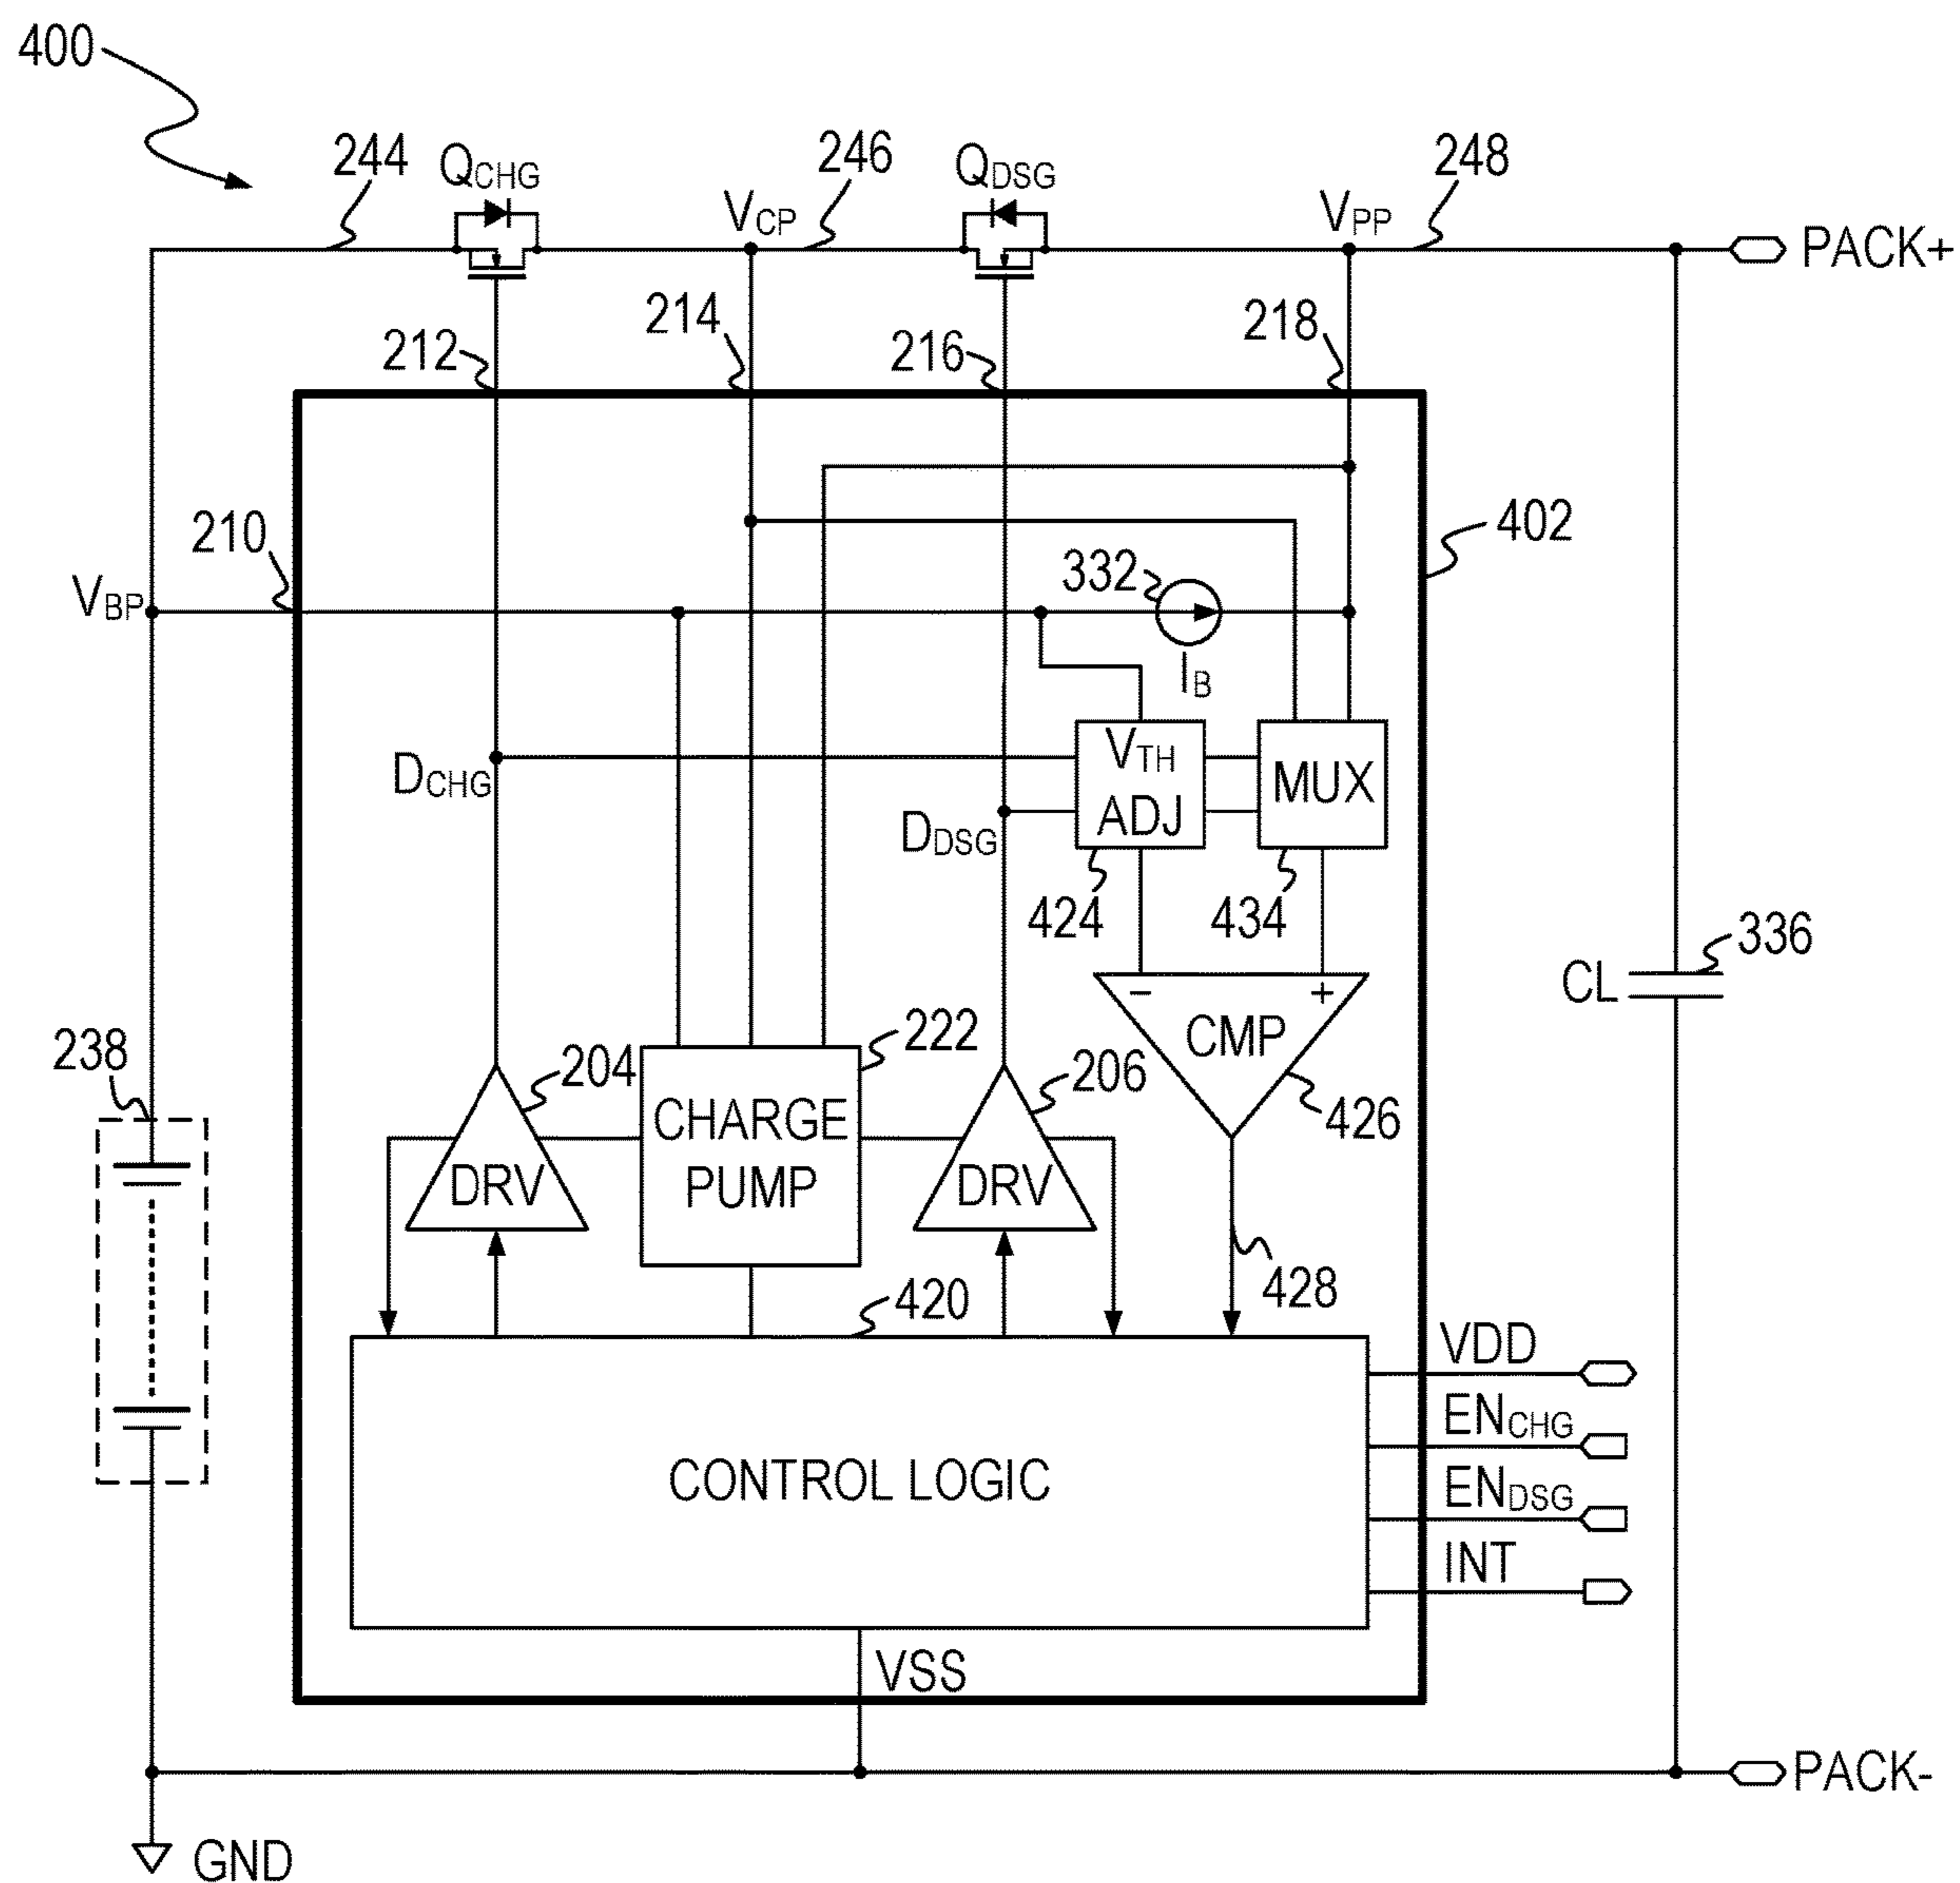 400
244
QCHG
VCP
246
QDSG
VPP
248
PACK+
212
214
216
218
210
402
VBP
332
IB
DCHG
VTH
ADJ
MUX
DDSG
424
434
336
CL
- +
CMP
238
204
222
206
426
CHARGE
PUMP
DRV
DRV
420
428
VDD
ENCHG
CONTROL LOGIC
ENDSG
INT
VSS
PACK-
GND